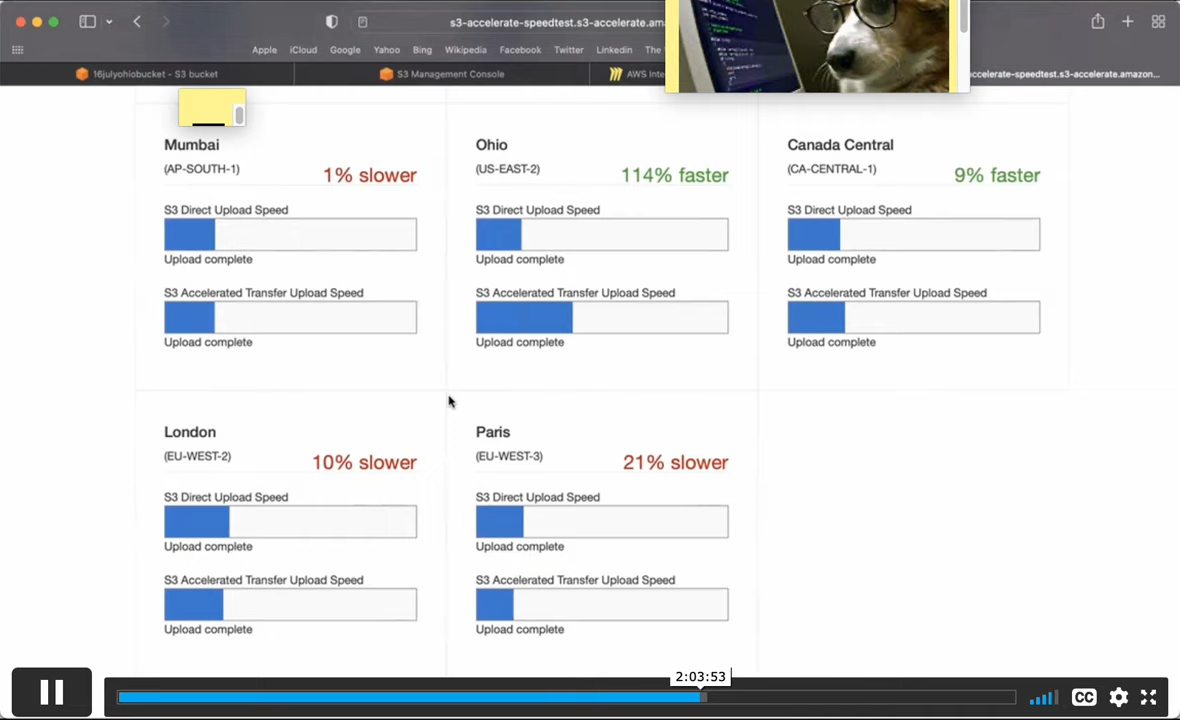 s3-accelerate-speedtest.s3-accelerate.ama
Apple iCloud Google Yahoo Bing Wikipedia Facebook Twitter Linkedin The
16julyohiobucket - S3 bucket
S3 Management Console
AWS Inte
accelerate-speedtest.s3-accelerate.amazon...
Mumbai
(AP-SOUTH-1)
1% slower
S3 Direct Upload Speed
Upload complete
S3 Accelerated Transfer Upload Speed
Upload complete
Ohio
(US-EAST-2)
114% faster
S3 Direct Upload Speed
Upload complete
S3 Accelerated Transfer Upload Speed
Upload complete
Canada Central
(CA-CENTRAL-1)
9% faster
S3 Direct Upload Speed
Upload complete
S3 Accelerated Transfer Upload Speed
Upload complete
London
(EU-WEST-2)
10% slower
S3 Direct Upload Speed
Upload complete
S3 Accelerated Transfer Upload Speed
Upload complete
Paris
(EU-WEST-3)
21% slower
S3 Direct Upload Speed
Upload complete
S3 Accelerated Transfer Upload Speed
Upload complete
2:03:53
CC